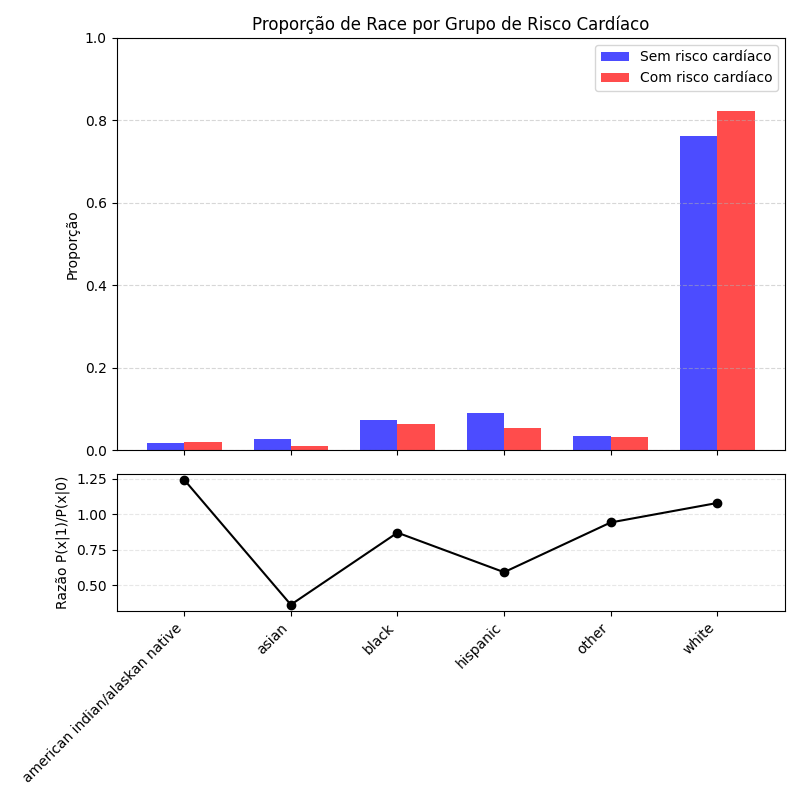 Proporção de Race por Grupo de Risco Cardíaco
Sem risco cardíaco
Com risco cardíaco
Proporção
1.0
0.8
0.6
0.4
0.2
0.0
Razão P(x|1)/P(x|0)
1.25
1.00
0.75
0.50
american indian/alaskan native
asian
black
hispanic
other
white